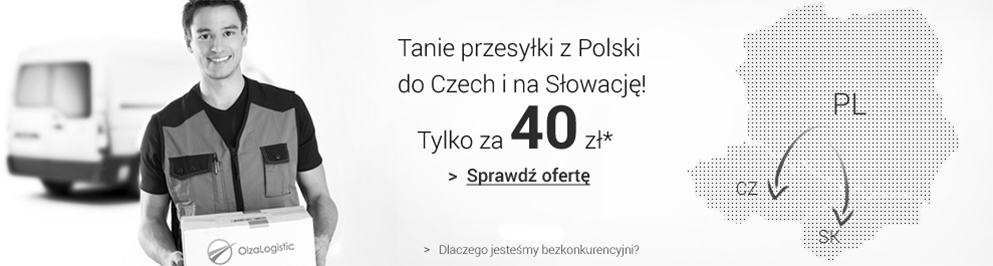 Tanie przesyłki z Polski
do Czech i na Słowację!
Tylko za 40 zł*
> Sprawdź ofertę
> Dlaczego jesteśmy bezkonkurencyjni?
OlzaLogistic
PL
CZ
SK